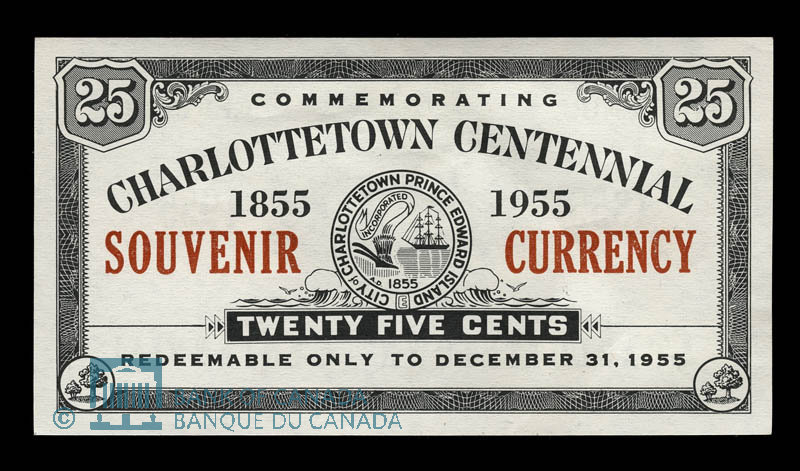 25 25
COMMEMORATING
CHARLOTTETOWN CENTENNIAL
1855 1955
SOUVENIR CURRENCY
CITY of CHARLOTTETOWN PRINCE EDWARD ISLAND
INCORPORATED
A.D. 1855
E
TWENTY FIVE CENTS
REDEEMABLE ONLY TO DECEMBER 31, 1955
BANK OF CANADA
© BANQUE DU CANADA